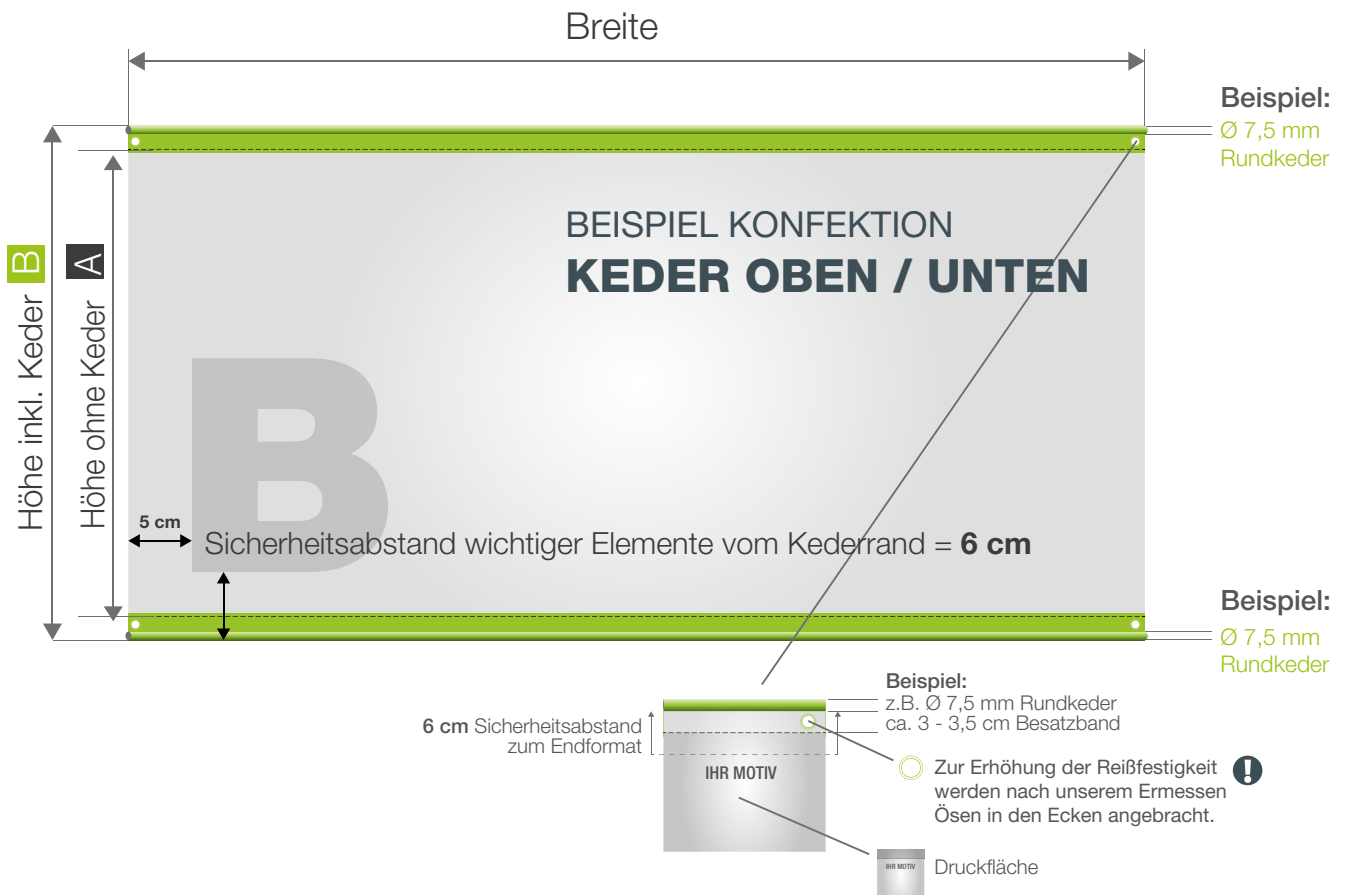 Breite
Beispiel:
Ø 7,5 mm
Rundkeder
BEISPIEL KONFEKTION
KEDER OBEN / UNTEN
Höhe inkl. Keder B
Höhe ohne Keder A
B
5 cm
Sicherheitsabstand wichtiger Elemente vom Kederrand = 6 cm
Beispiel:
Ø 7,5 mm
Rundkeder
Beispiel:
z.B. Ø 7,5 mm Rundkeder
ca. 3 - 3,5 cm Besatzband
6 cm Sicherheitsabstand
zum Endformat
IHR MOTIV
Zur Erhöhung der Reißfestigkeit
werden nach unserem Ermessen
Ösen in den Ecken angebracht.
!
IHR MOTIV
Druckfläche